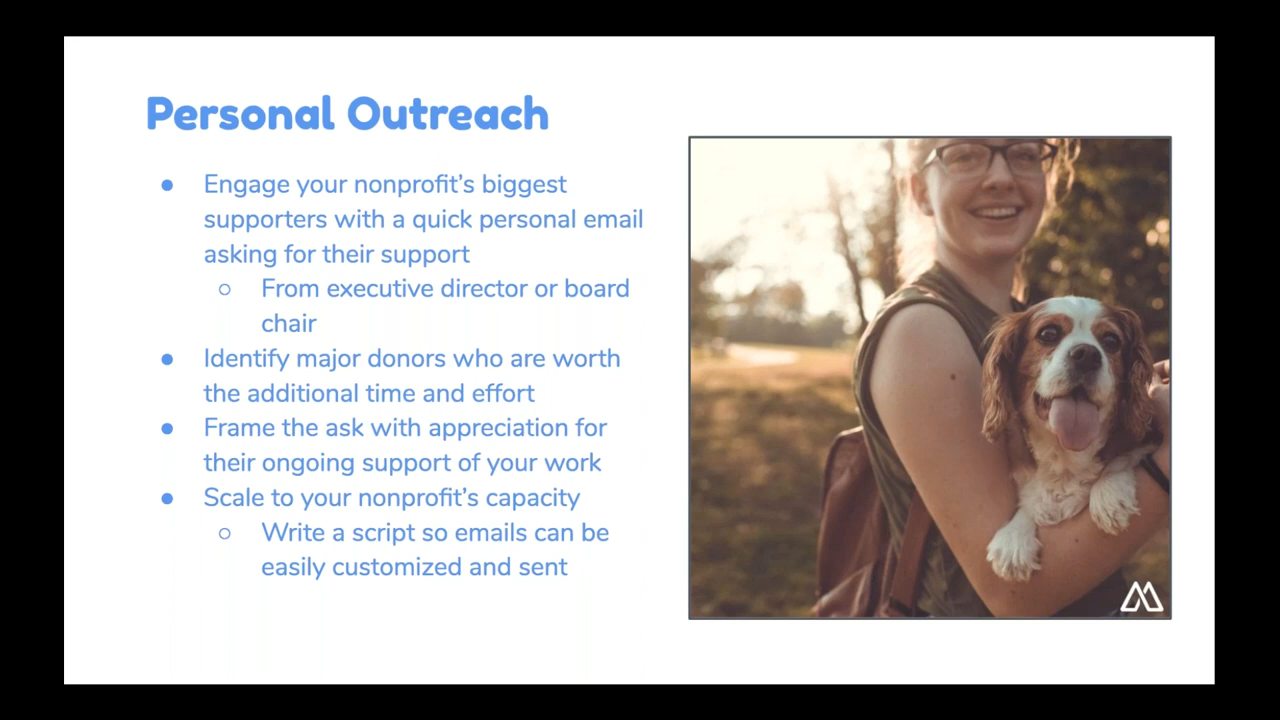 Personal Outreach
● Engage your nonprofit's biggest
supporters with a quick personal email
asking for their support
○ From executive director or board
chair
● Identify major donors who are worth
the additional time and effort
● Frame the ask with appreciation for
their ongoing support of your work
● Scale to your nonprofit's capacity
○ Write a script so emails can be
easily customized and sent